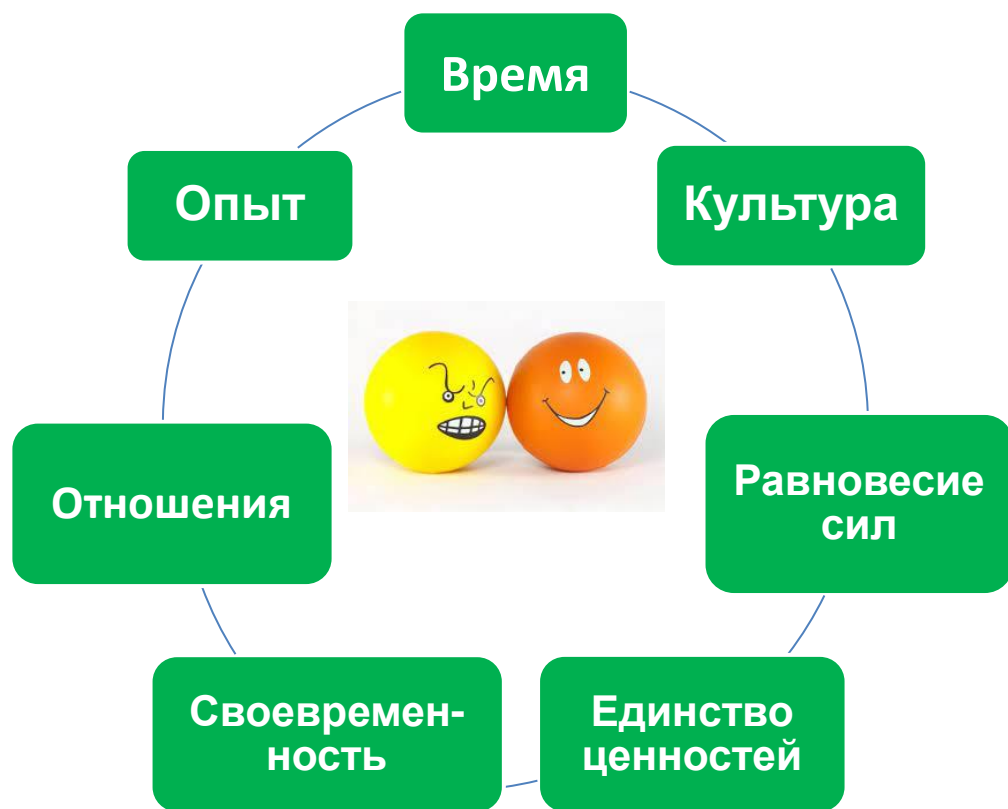 Время
Опыт
Культура
Отношения
Равновесие
сил
Своевремен-
ность
Единство
ценностей